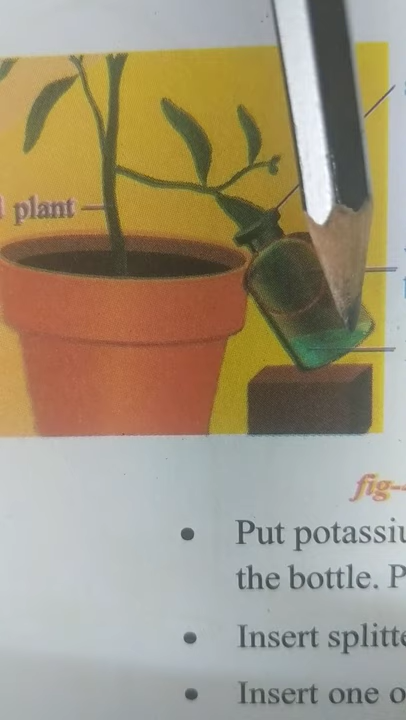 plant
fig-
Put potassiu
the bottle. P
Insert splitte
Insert one o